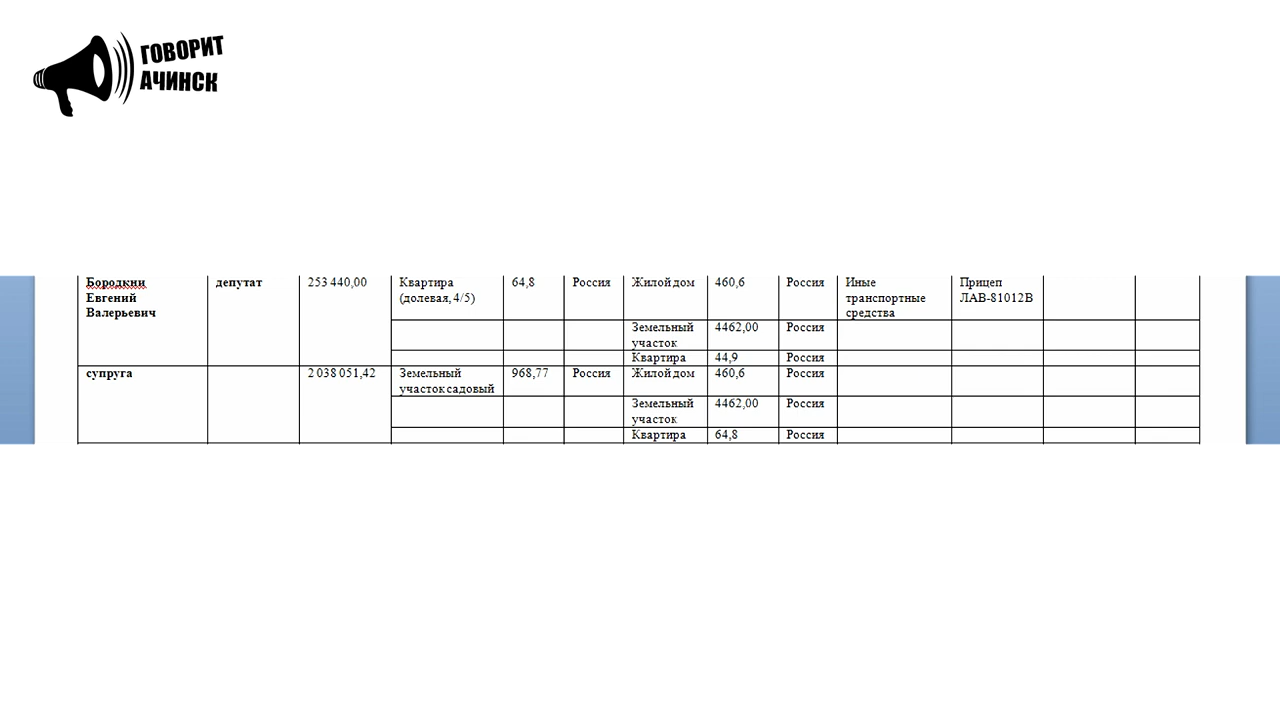 ГОВОРИТ
АЧИНСК
Бородкин депутат 253 440,00 Квартира 64,8 Россия Жилой дом 460,6 Россия Иные Прицеп
Евгений (долевая, 4/5) транспортные ЛАВ-81012В
Валерьевич средства
Земельный 4462,00 Россия
участок
Квартира 44,9 Россия
супруга 2 038 051,42 Земельный 968,77 Россия Жилой дом 460,6 Россия
участок садовый
Земельный 4462,00 Россия
участок
Квартира 64,8 Россия